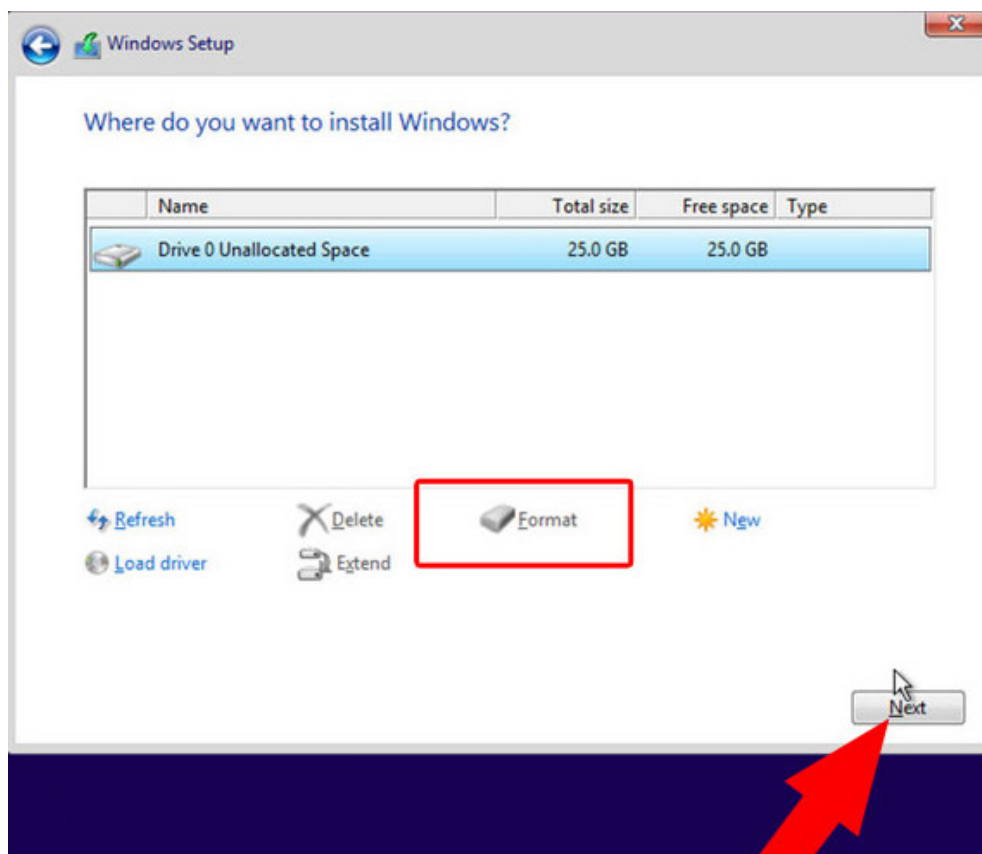 Windows Setup
Where do you want to install Windows?
Name Total size Free space Type
Drive 0 Unallocated Space 25.0 GB 25.0 GB
Refresh Delete Format New
Load driver Extend
Next